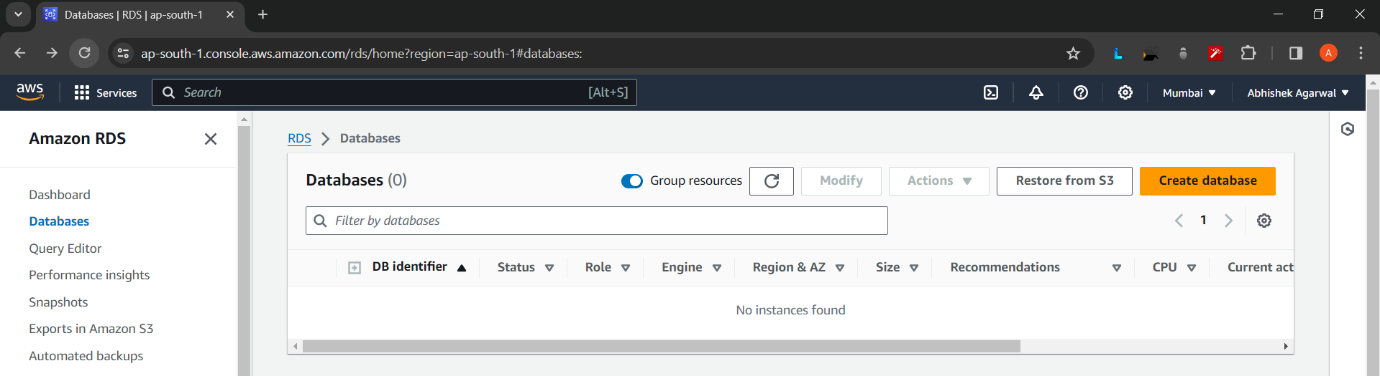 Databases | RDS | ap-south-1
ap-south-1.console.aws.amazon.com/rds/home?region=ap-south-1#databases:
A
aws Services Search [Alt+S] Mumbai Abhishek Agarwal
Amazon RDS
Dashboard
Databases
Query Editor
Performance insights
Snapshots
Exports in Amazon S3
Automated backups
RDS > Databases
Databases (0) Group resources Modify Actions Restore from S3 Create database
Filter by databases 1
DB identifier Status Role Engine Region & AZ Size Recommendations CPU Current act
No instances found